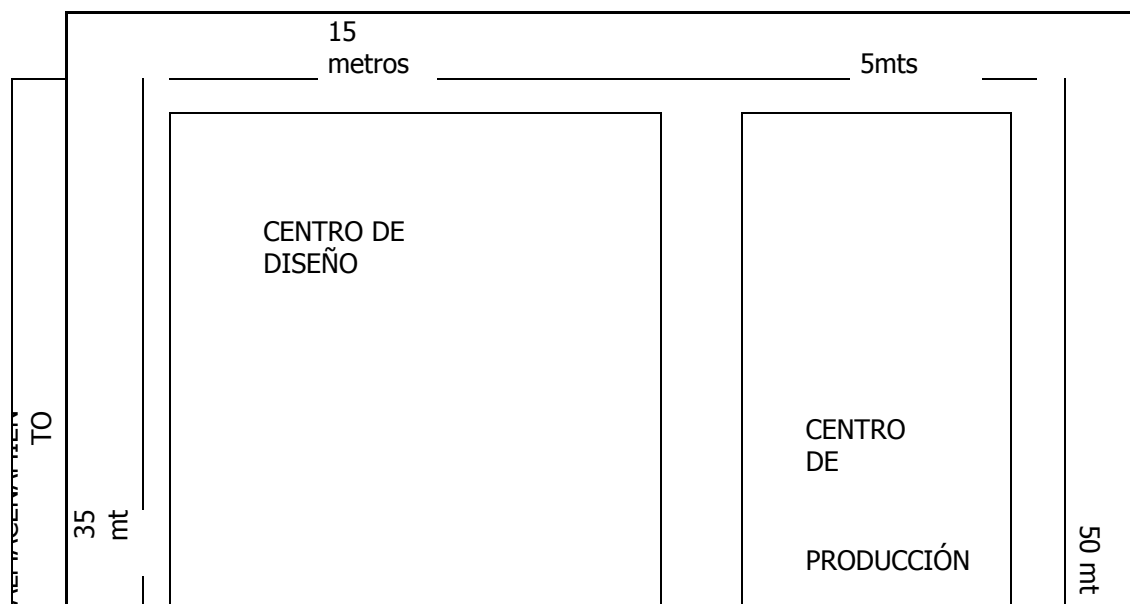 15
metros
5mts
CENTRO DE
DISEÑO
TO
CENTRO
DE
35
mt
PRODUCCIÓN
50 mt